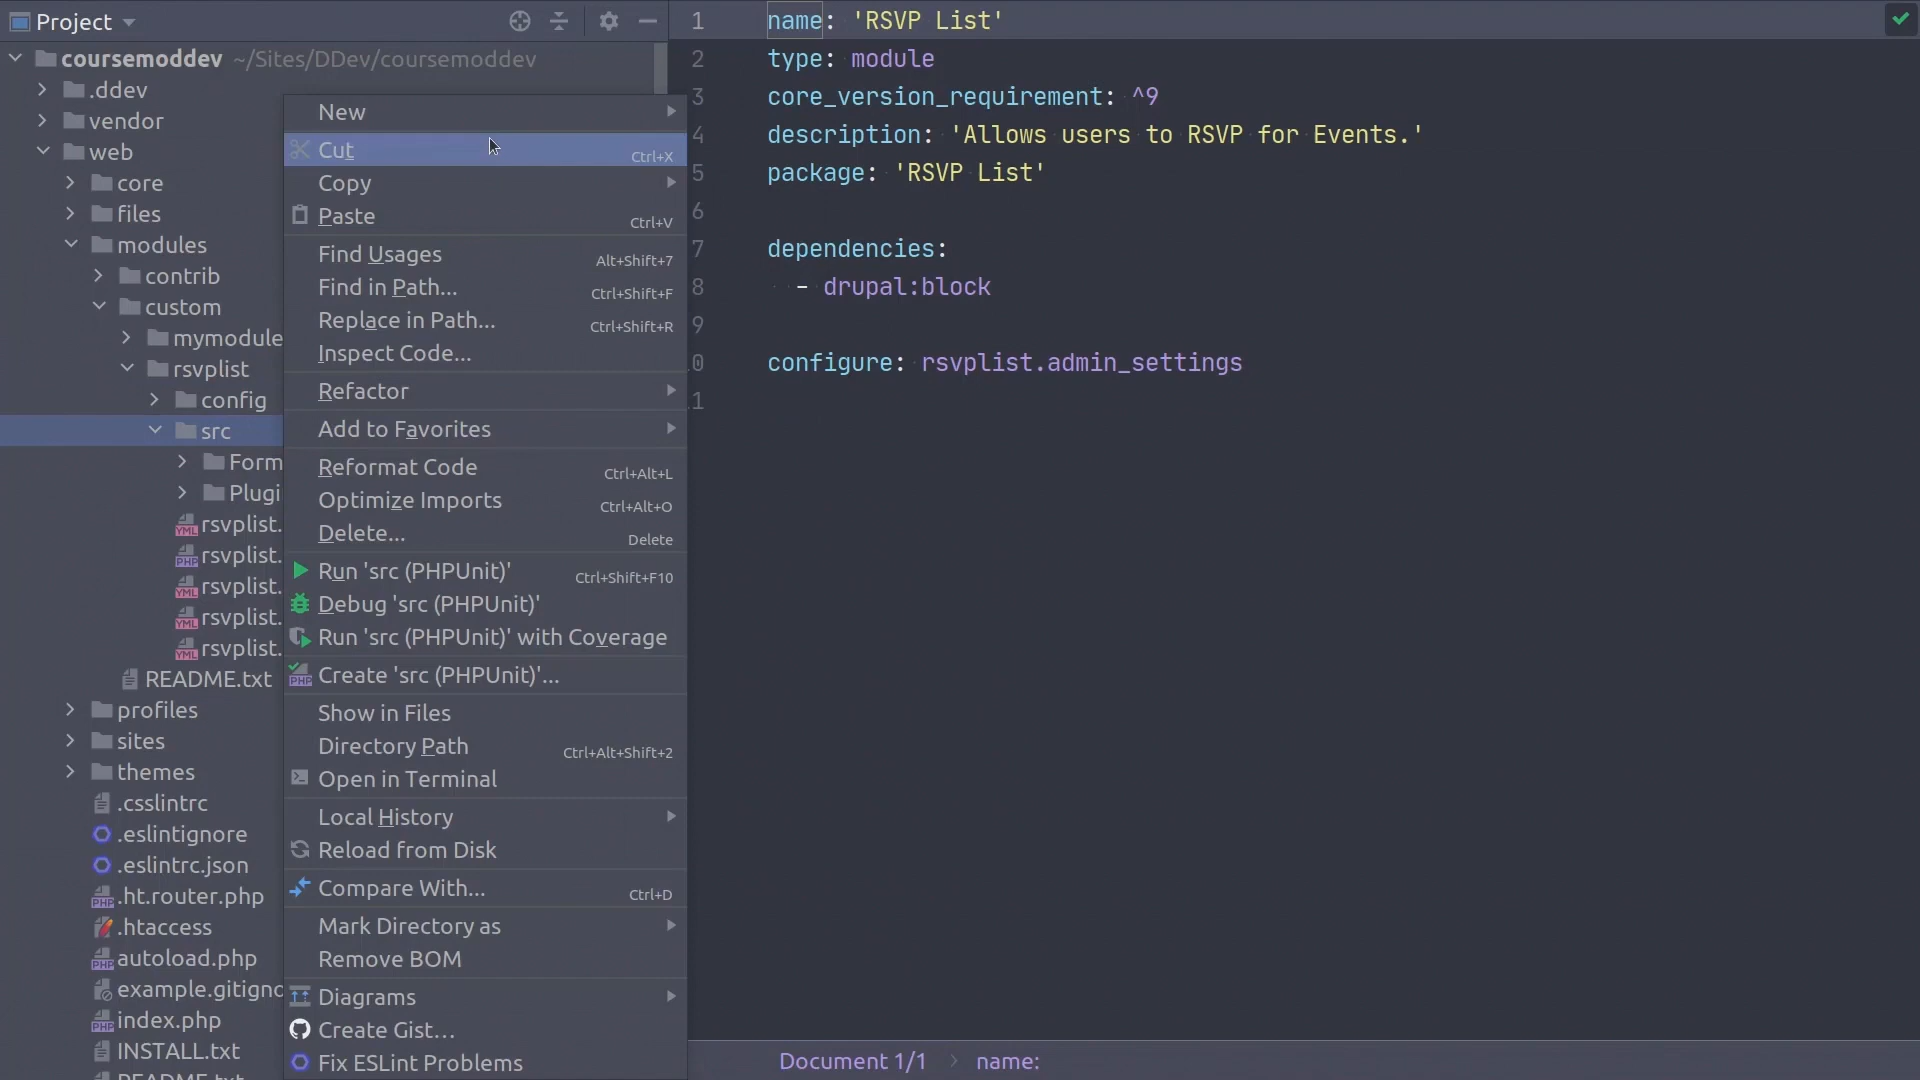 Project
coursemoddev ~/Sites/DDev/coursemoddev
.ddev
vendor
web
core
files
modules
contrib
custom
mymodule
rsvplist
config
src
Form
Plugi
rsvplist.
rsvplist.
rsvplist.
rsvplist.
rsvplist.
README.txt
profiles
sites
themes
.csslintrc
.eslintignore
.eslintrc.json
.ht.router.php
.htaccess
autoload.php
example.gitigno
index.php
INSTALL.txt
README.txt
New
Cut Ctrl+X
Copy
Paste Ctrl+V
Find Usages Alt+Shift+7
Find in Path... Ctrl+Shift+F
Replace in Path... Ctrl+Shift+R
Inspect Code...
Refactor
Add to Favorites
Reformat Code Ctrl+Alt+L
Optimize Imports Ctrl+Alt+O
Delete... Delete
Run 'src (PHPUnit)' Ctrl+Shift+F10
Debug 'src (PHPUnit)'
Run 'src (PHPUnit)' with Coverage
Create 'src (PHPUnit)'...
Show in Files
Directory Path Ctrl+Alt+Shift+2
Open in Terminal
Local History
Reload from Disk
Compare With... Ctrl+D
Mark Directory as
Remove BOM
Diagrams
Create Gist...
Fix ESLint Problems
1 name: 'RSVP List'
2 type: module
3 core_version_requirement: ^9
4 description: 'Allows users to RSVP for Events.'
5 package: 'RSVP List'
6
7 dependencies:
8 - drupal:block
9
0 configure: rsvplist.admin_settings
11
Document 1/1 > name: